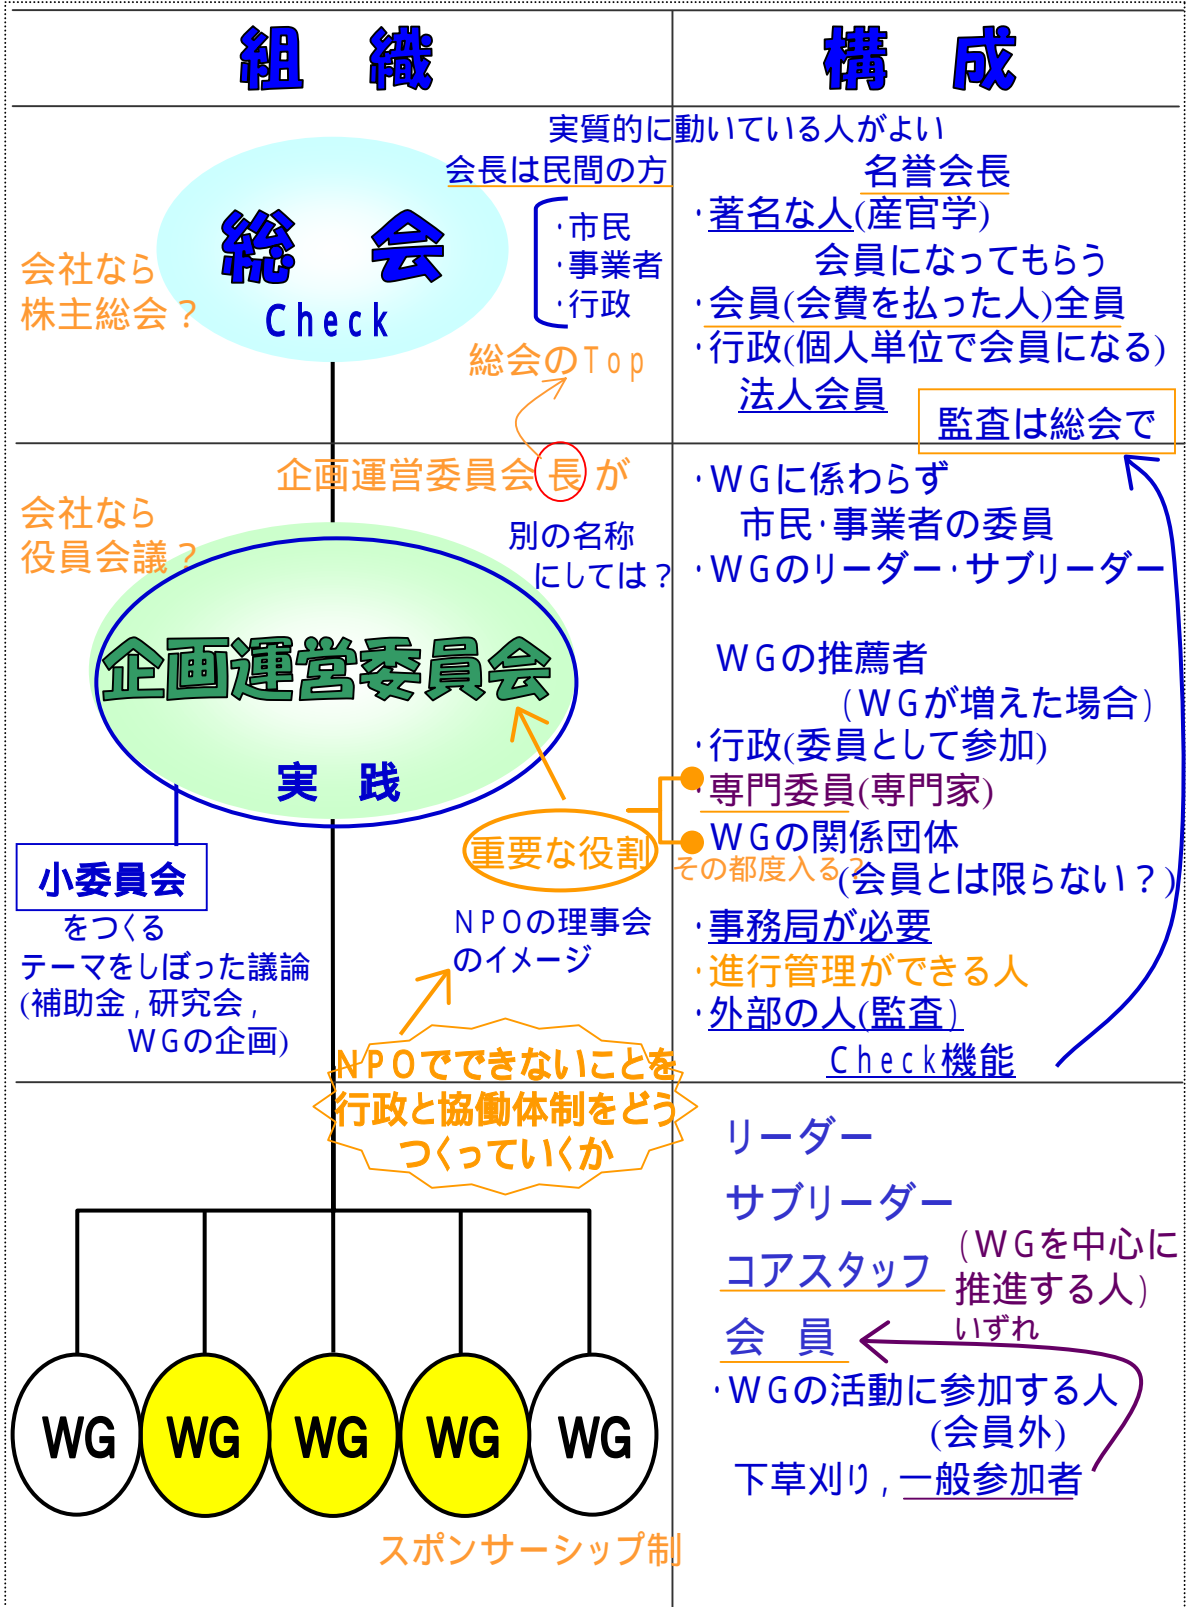 組 織
構 成
実質的に動いている人がよい
会長は民間の方
・市民
・事業者
・行政
総 会
Check
会社なら
株主総会？
総会のTop
名誉会長
・著名な人(産官学)
会員になってもらう
・会員(会費を払った人)全員
・行政(個人単位で会員になる)
法人会員
監査は総会で
企画運営委員会長が
会社なら
役員会議？
別の名称
にしては？
企画運営委員会
実 践
小委員会
をつくる
テーマをしぼった議論
(補助金,研究会,
WGの企画)
重要な役割
NPOの理事会
のイメージ
・WGに係わらず
市民・事業者の委員
・WGのリーダー・サブリーダー
WGの推薦者
(WGが増えた場合)
・行政(委員として参加)
・専門委員(専門家)
WGの関係団体
その都度入る？
(会員とは限らない？)
・事務局が必要
・進行管理ができる人
・外部の人(監査)
Check機能
NPOでできないことを
行政と協働体制をどう
つくっていくか
WG
WG
WG
WG
WG
スポンサーシップ制
リーダー
サブリーダー
コアスタッフ
(WGを中心に
推進する人)
いずれ
会 員
・WGの活動に参加する人
(会員外)
下草刈り,一般参加者